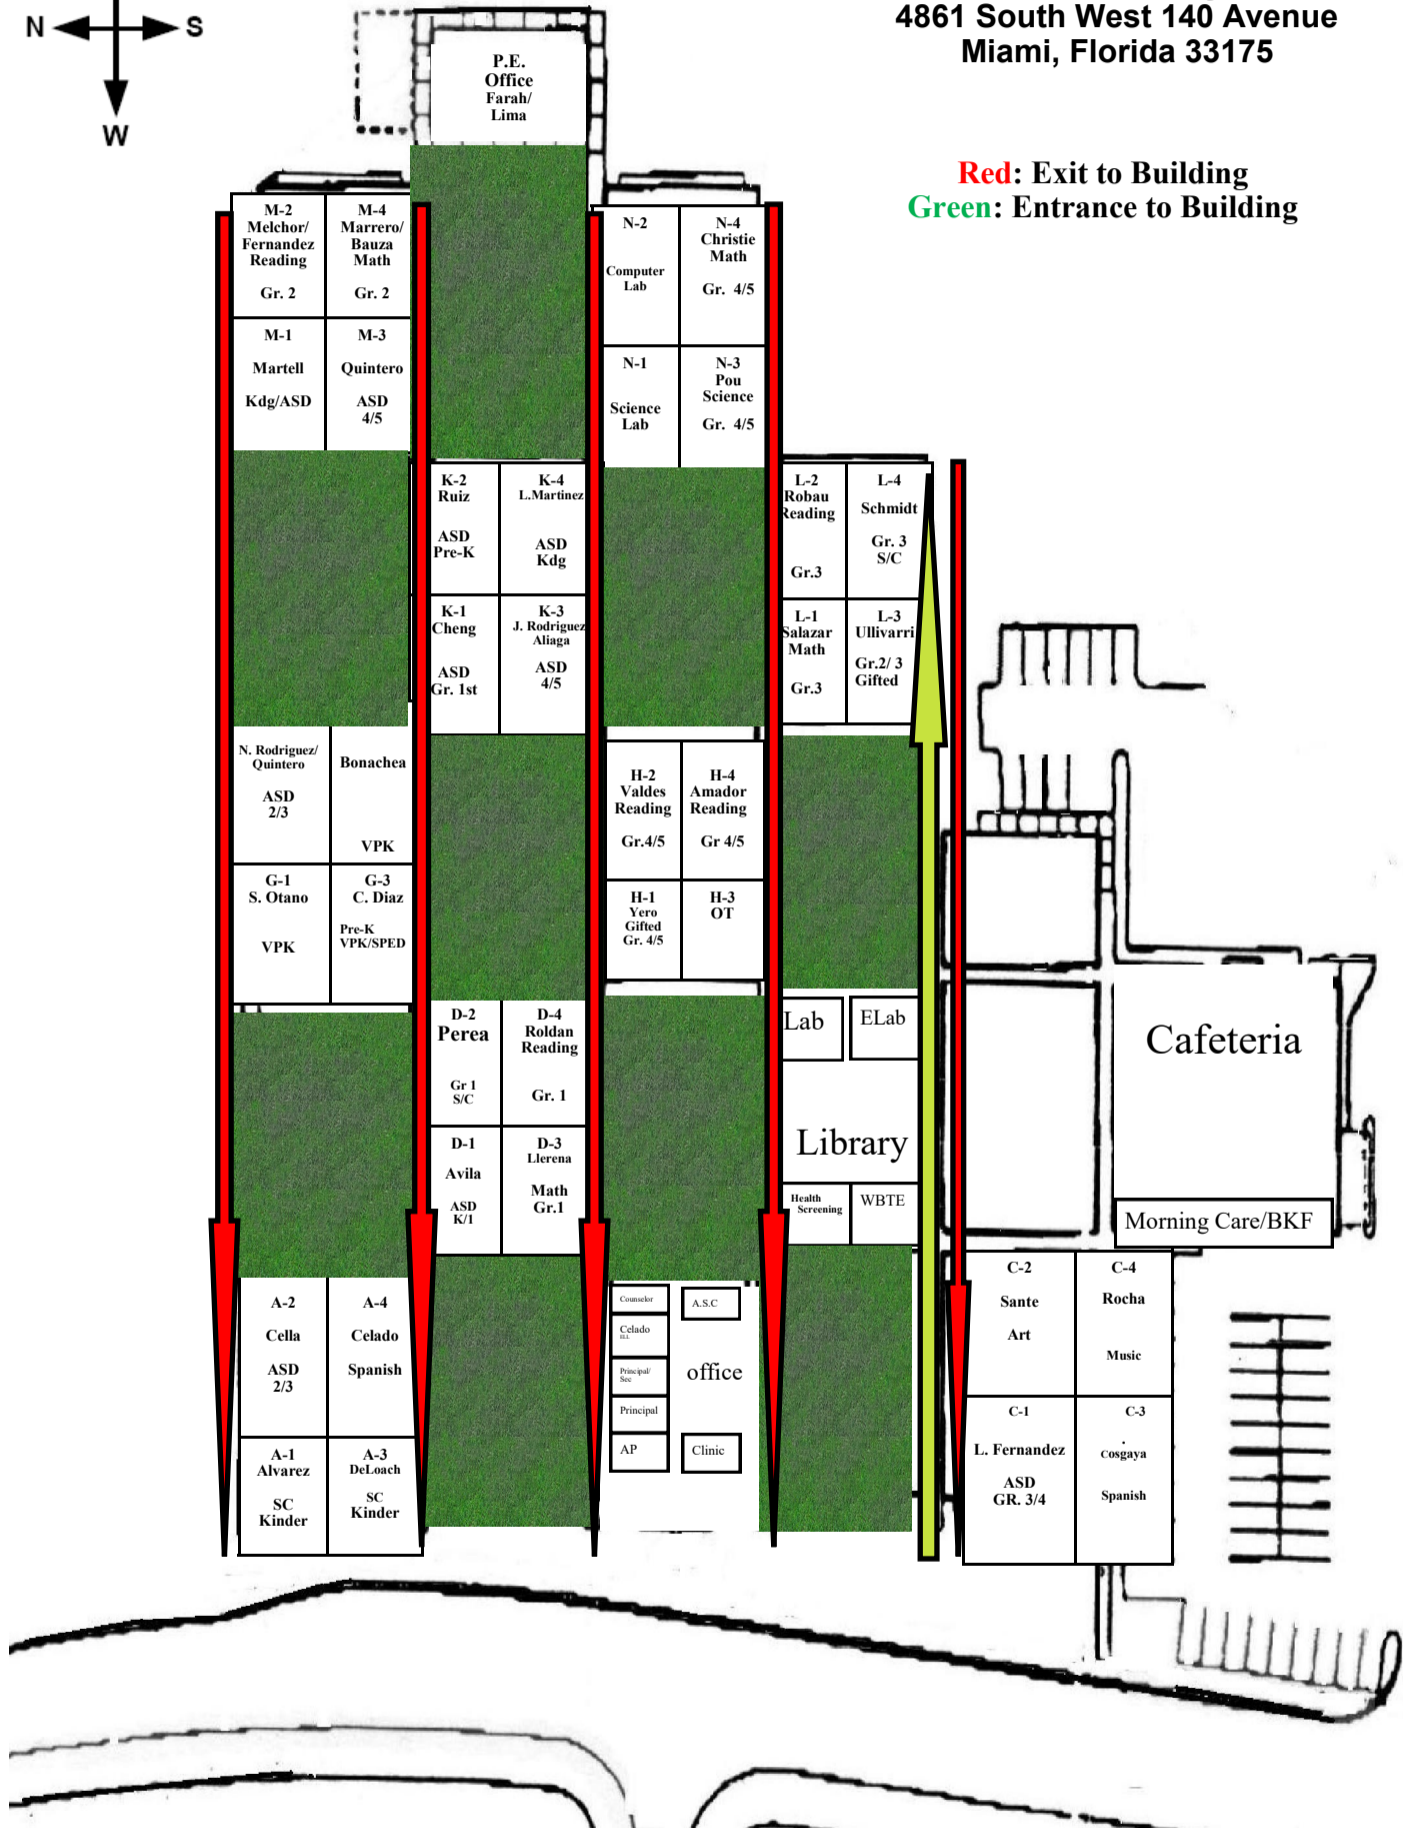 4861 South West 140 Avenue
Miami, Florida 33175
N
S
W
Red: Exit to Building
Green: Entrance to Building
P.E.
Office
Farah/
Lima
M-2
Melchor/
Fernandez
Reading
Gr. 2
M-4
Marrero/
Bauza
Math
Gr. 2
M-1
Martell
Kdg/ASD
M-3
Quintero
ASD
4/5
N-2
Computer
Lab
N-4
Christie
Math
Gr. 4/5
N-1
Science
Lab
N-3
Pou
Science
Gr. 4/5
K-2
Ruiz
ASD
Pre-K
K-4
L.Martinez
ASD
Kdg
K-1
Cheng
ASD
Gr. 1st
K-3
J. Rodriguez
Aliaga
ASD
4/5
L-2
Robau
Reading
Gr.3
L-4
Schmidt
Gr. 3
S/C
L-1
Salazar
Math
Gr.3
L-3
Ullivarri
Gr.2/ 3
Gifted
N. Rodriguez/
Quintero
ASD
2/3
Bonachea
VPK
G-1
S. Otano
VPK
G-3
C. Diaz
Pre-K
VPK/SPED
H-2
Valdes
Reading
Gr.4/5
H-4
Amador
Reading
Gr 4/5
H-1
Yero
Gifted
Gr. 4/5
H-3
OT
D-2
Perea
Gr 1
S/C
D-4
Roldan
Reading
Gr. 1
D-1
Avila
ASD
K/1
D-3
Llerena
Math
Gr.1
Lab
ELab
Library
Health
Screening
WBTE
Cafeteria
Morning Care/BKF
A-2
Cella
ASD
2/3
A-4
Celado
Spanish
A-1
Alvarez
SC
Kinder
A-3
DeLoach
SC
Kinder
Counselor
Celado
ELL
Principal/
Sec
Principal
AP
A.S.C
office
Clinic
C-2
Sante
Art
C-4
Rocha
Music
C-1
L. Fernandez
ASD
GR. 3/4
C-3
.
Cosgaya
Spanish